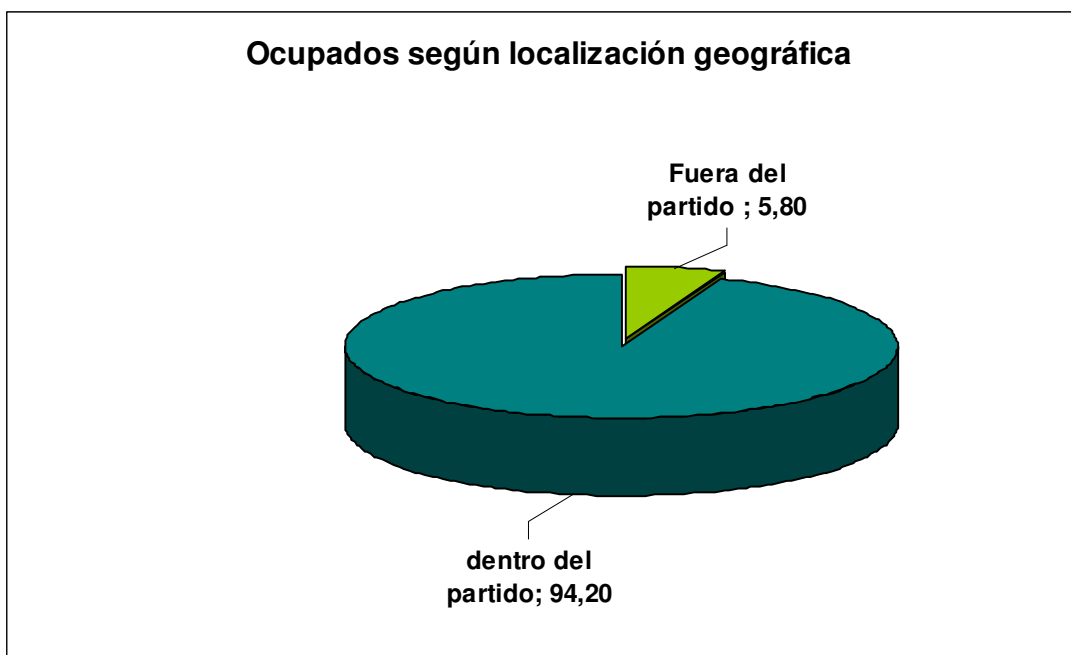 Ocupados según localización geográfica
Fuera del
partido ; 5,80
dentro del
partido; 94,20